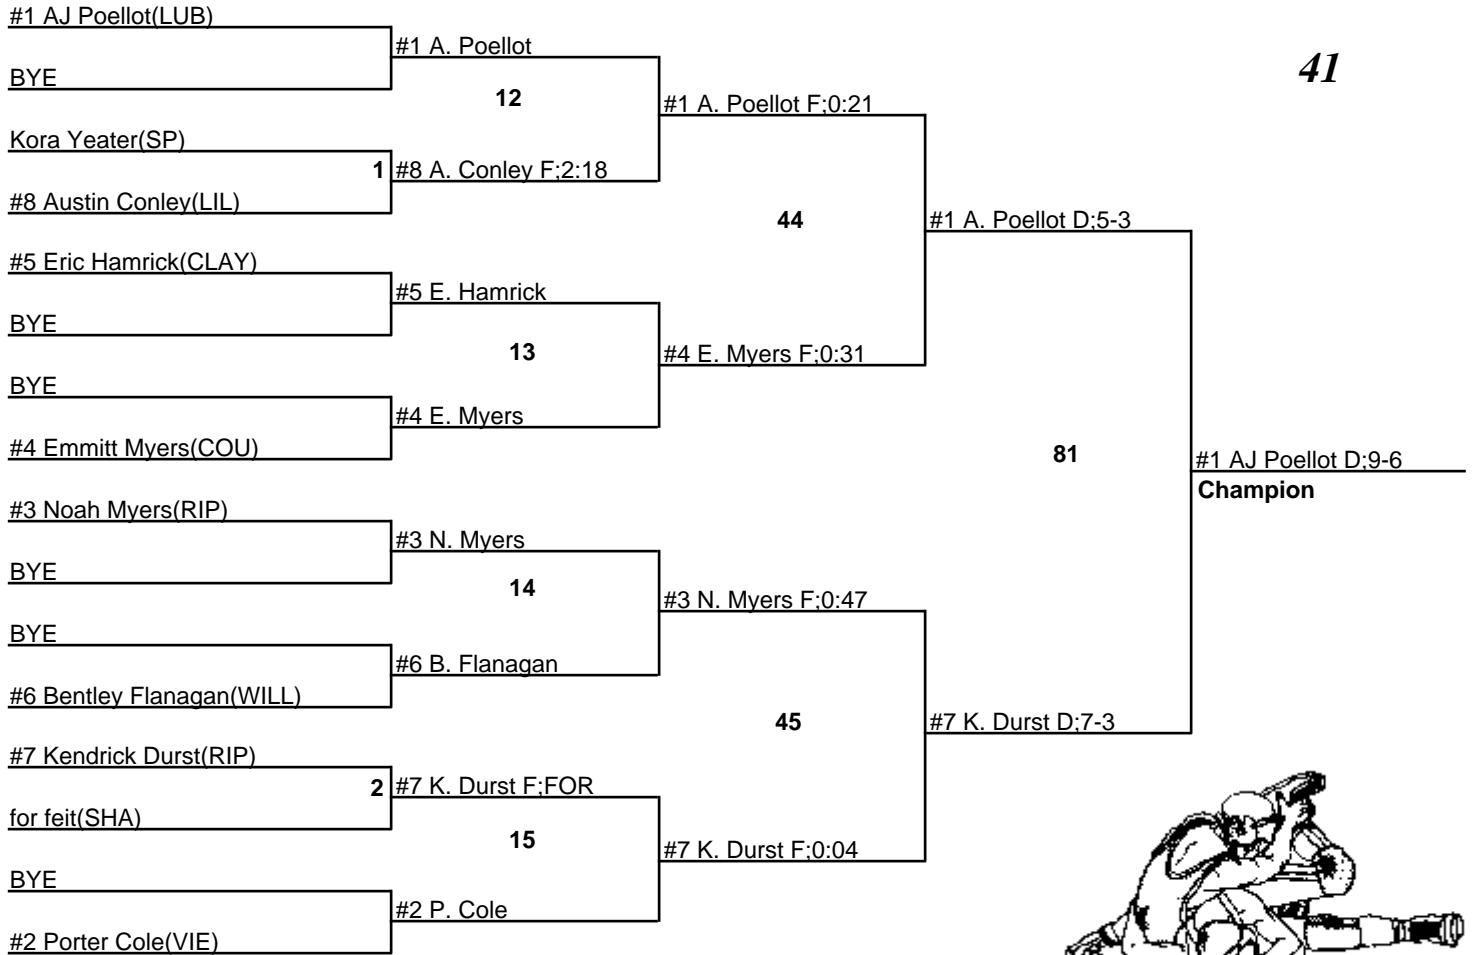 #1 AJ Poellot(LUB)
BYE
Kora Yeater(SP)
#8 Austin Conley(LIL)
#5 Eric Hamrick(CLAY)
BYE
BYE
#4 Emmitt Myers(COU)
#3 Noah Myers(RIP)
BYE
BYE
#6 Bentley Flanagan(WILL)
#7 Kendrick Durst(RIP)
for feit(SHA)
BYE
#2 Porter Cole(VIE)
#1 A. Poellot
1
#8 A. Conley F;2:18
#5 E. Hamrick
#4 E. Myers
#3 N. Myers
#6 B. Flanagan
2
#7 K. Durst F;FOR
#2 P. Cole
12
13
14
15
#1 A. Poellot F;0:21
#4 E. Myers F;0:31
#3 N. Myers F;0:47
#7 K. Durst F;0:04
44
45
#1 A. Poellot D;5-3
#7 K. Durst D;7-3
81
#1 AJ Poellot D;9-6
Champion
41